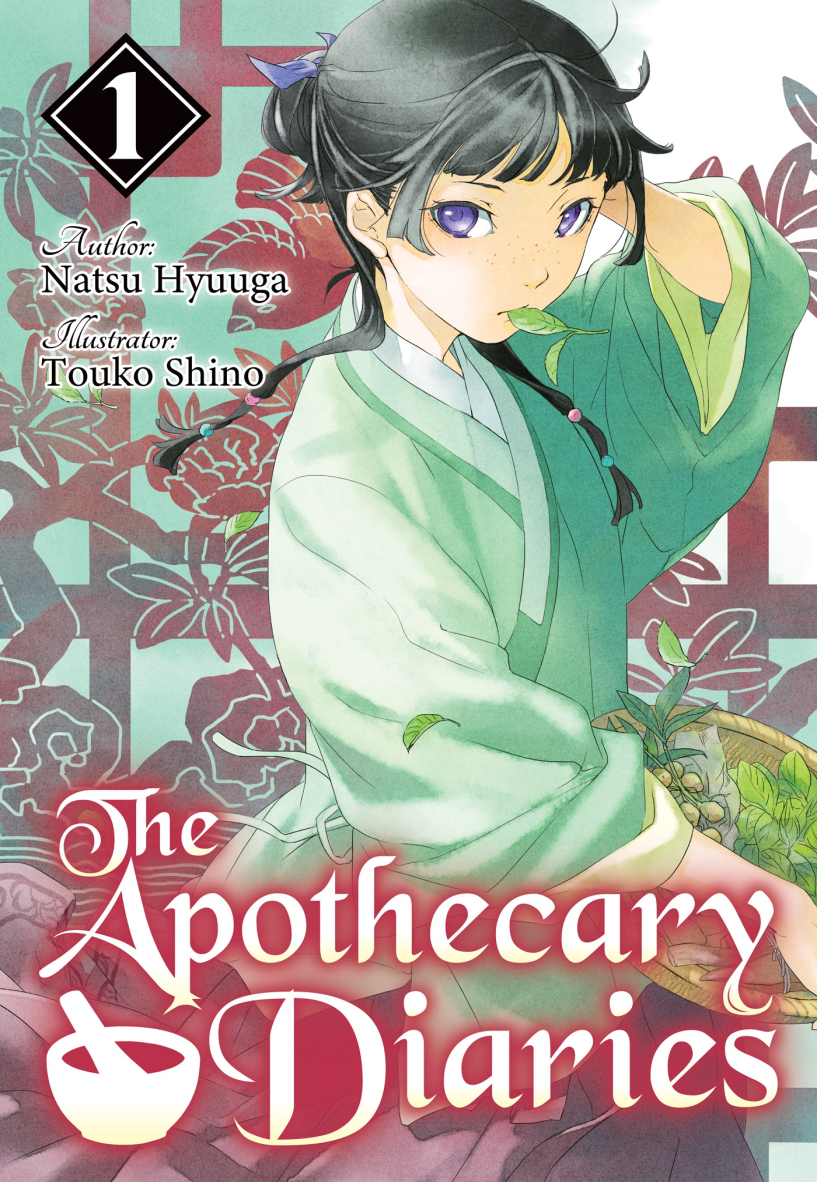 1
Author:
Natsu Hyuuga
Illustrator:
Touko Shino
The
Apothecary
Diaries